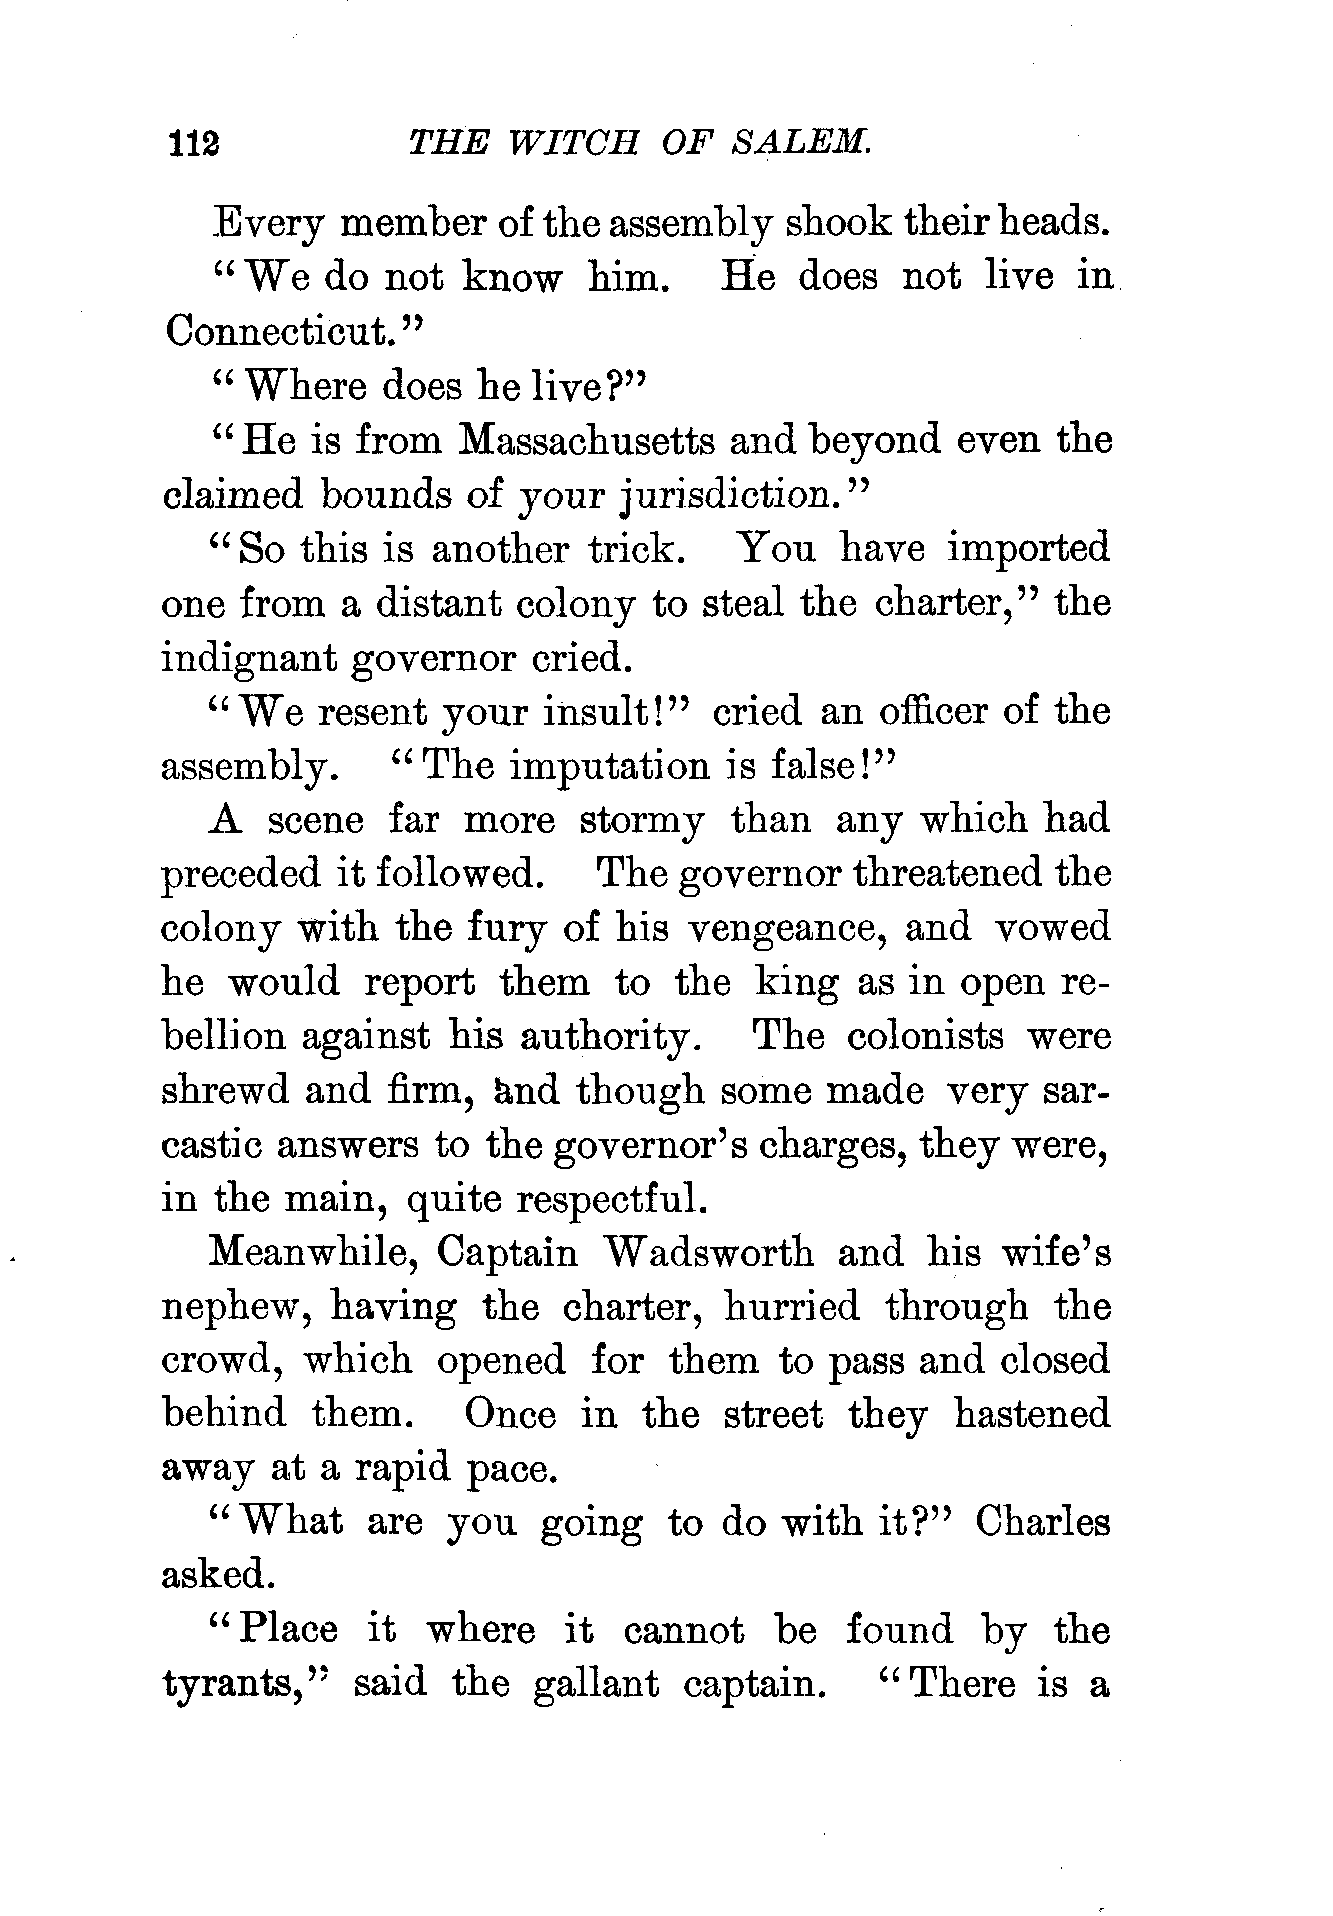 112 THE WITCH OF SALEM.
Every member of the assembly shook their heads.
"We do not know him. He does not live in
Connecticut."
"Where does he live?"
"He is from Massachusetts and beyond even the
claimed bounds of your jurisdiction."
"So this is another trick. You have imported
one from a distant colony to steal the charter," the
indignant governor cried.
"We resent your insult!" cried an officer of the
assembly. "The imputation is false!"
A scene far more stormy than any which had
preceded it followed. The governor threatened the
colony with the fury of his vengeance, and vowed
he would report them to the king as in open re-
bellion against his authority. The colonists were
shrewd and firm, and though some made very sar-
castic answers to the governor's charges, they were,
in the main, quite respectful.
Meanwhile, Captain Wadsworth and his wife's
nephew, having the charter, hurried through the
crowd, which opened for them to pass and closed
behind them. Once in the street they hastened
away at a rapid pace.
"What are you going to do with it?" Charles
asked.
"Place it where it cannot be found by the
tyrants," said the gallant captain. "There is a